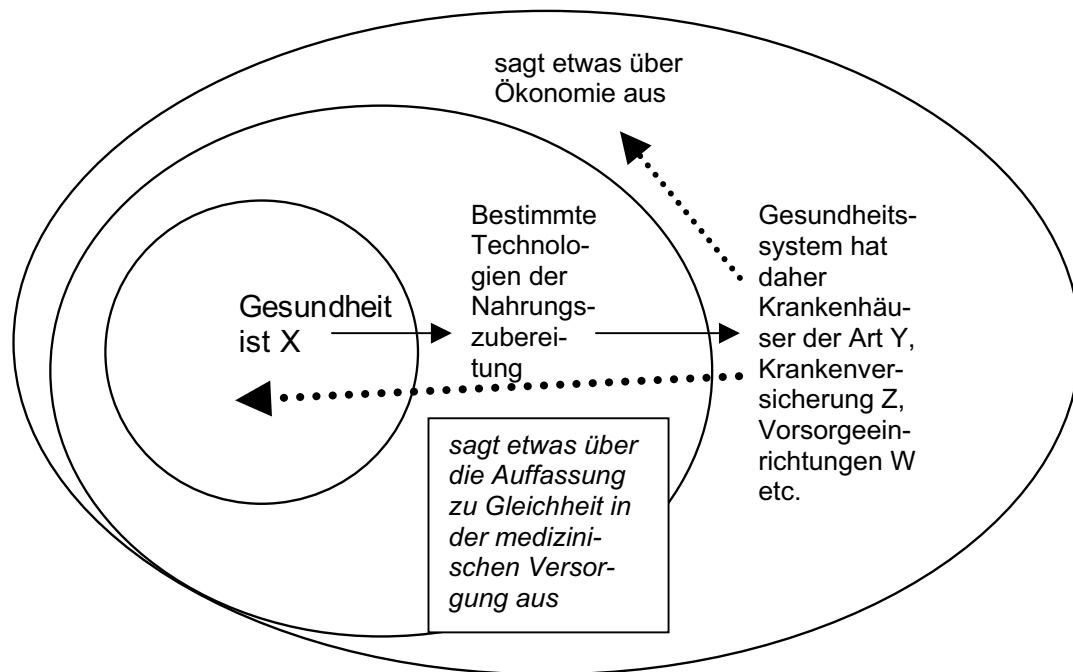 sagt etwas über
Ökonomie aus
Gesundheit
ist X
Bestimmte
Technolo-
gien der
Nahrungs-
zuberei-
tung
Gesundheits-
system hat
daher
Krankenhäu-
ser der Art Y,
Krankenver-
sicherung Z,
Vorsorgeein-
richtungen W
etc.
sagt etwas über
die Auffassung
zu Gleichheit in
der medizini-
schen Versor-
gung aus